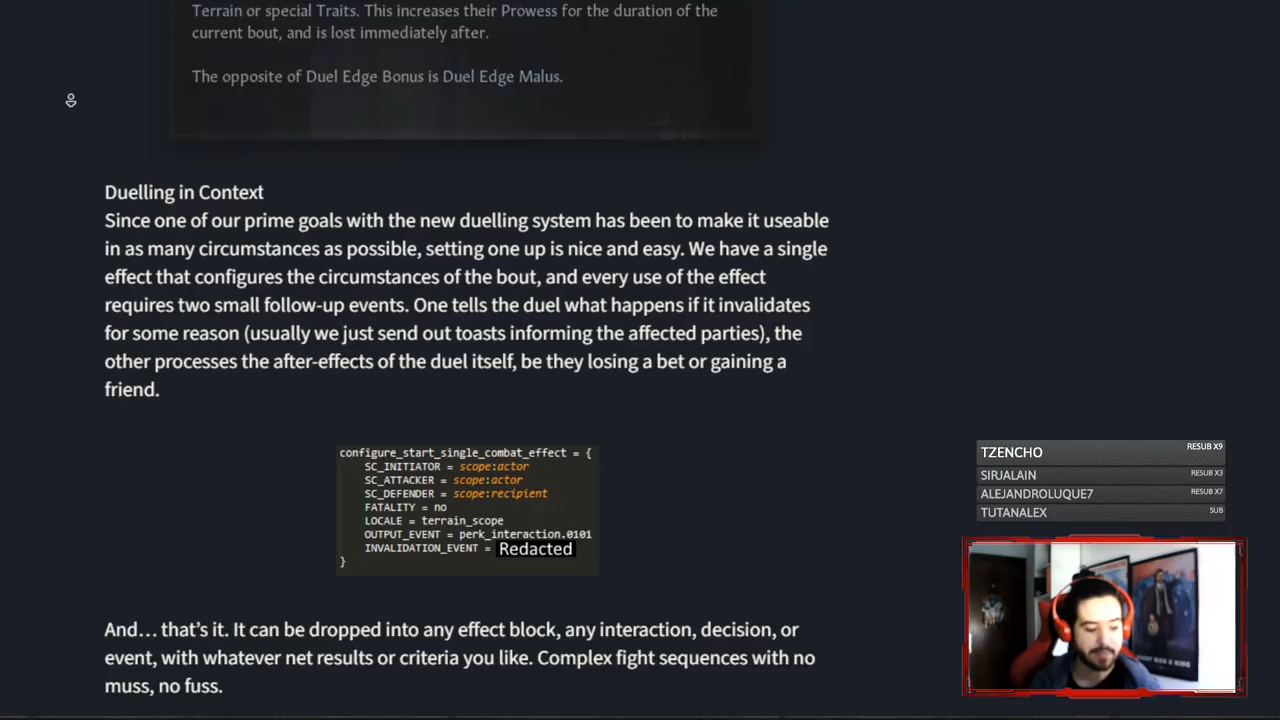 Terrain or special Traits. This increases their Prowess for the duration of the
current bout, and is lost immediately after.
The opposite of Duel Edge Bonus is Duel Edge Malus.
Duelling in Context
Since one of our prime goals with the new duelling system has been to make it useable
in as many circumstances as possible, setting one up is nice and easy. We have a single
effect that configures the circumstances of the bout, and every use of the effect
requires two small follow-up events. One tells the duel what happens if it invalidates
for some reason (usually we just send out toasts informing the affected parties), the
other processes the after-effects of the duel itself, be they losing a bet or gaining a
friend.
configure_start_single_combat_effect = {
SC_INITIATOR = scope:actor
SC_ATTACKER = scope:actor
SC_DEFENDER = scope:recipient
FATALITY = no
LOCALE = terrain_scope
OUTPUT_EVENT = perk_interaction.0101
INVALIDATION_EVENT = Redacted
}
And… that's it. It can be dropped into any effect block, any interaction, decision, or
event, with whatever net results or criteria you like. Complex fight sequences with no
muss, no fuss.
TZENCHO RESUB X9
SIRJALAIN RESUB X3
ALEJANDROLUQUE7 RESUB X7
TUTANALEX SUB